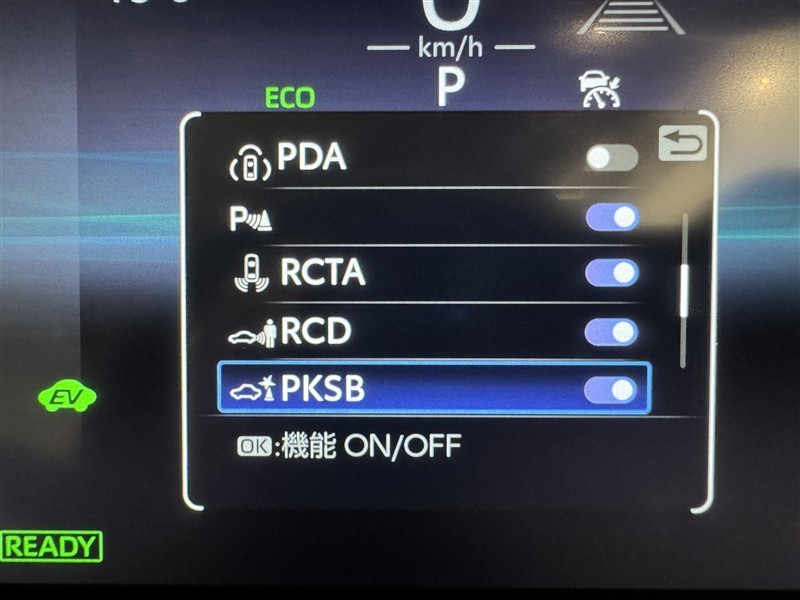 km/h
P
ECO
PDA
P
RCTA
RCD
PKSB
OK:機能 ON/OFF
EV
READY